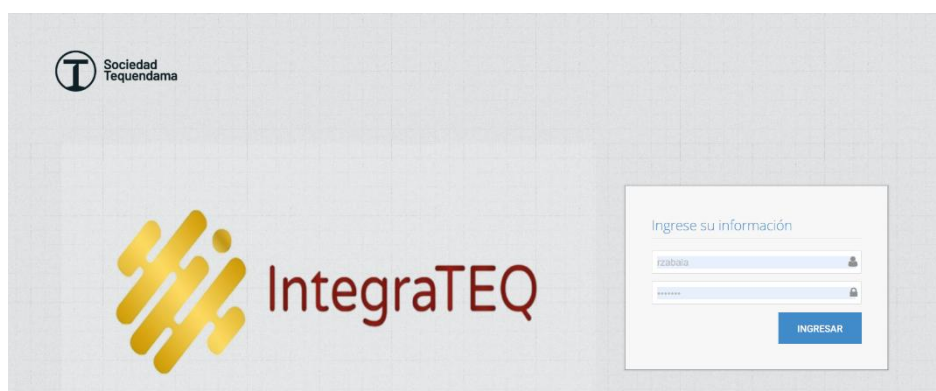 Sociedad
Tequendama
IntegraTEQ
Ingrese su información
rzabala
•••••••
INGRESAR